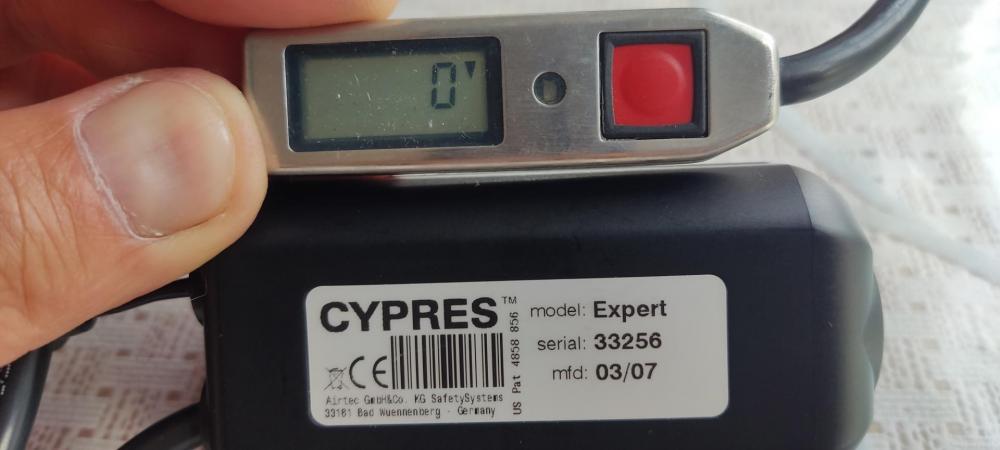 0
CYPRES™
CE
Airtec GmbH&Co. KG SafetySystems
33181 Bad Wuennenberg - Germany
US Pat 4858 856
model: Expert
serial: 33256
mfd: 03/07